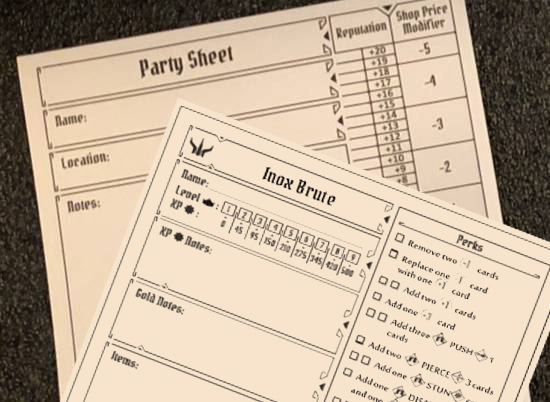 Party Sheet
Reputation
Shop Price
Modifier
+20
+19
+18
+17
+16
+15
+14
+13
+12
+11
+10
+9
+8
-5
-4
-3
-2
Name:
Location:
Notes:
Inox Brute
Name:
Level:
1 2 3 4 5 6 7 8 9
XP:
0 45 95 150 210 275 345 420 500
XP Notes:
Gold Notes:
Items:
Perks
Remove two -1 cards
Replace one -1 card
with one +1 card
Add two +1 cards
Add one +3 card
Add three PUSH 1
cards
Add two PIERCE 3 cards
Add one STUN
Add one
and one